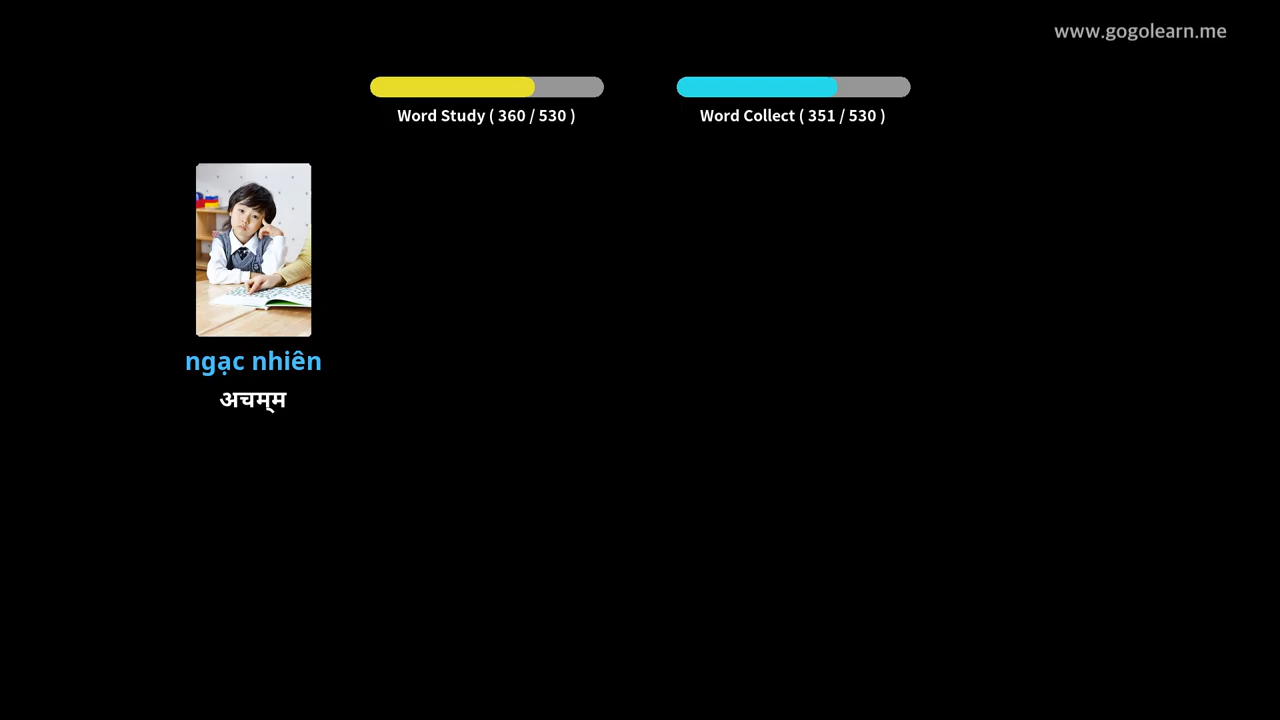 www.gogolearn.me
Word Study ( 360 / 530 )
Word Collect ( 351 / 530 )
ngạc nhiên
अचम्‌म